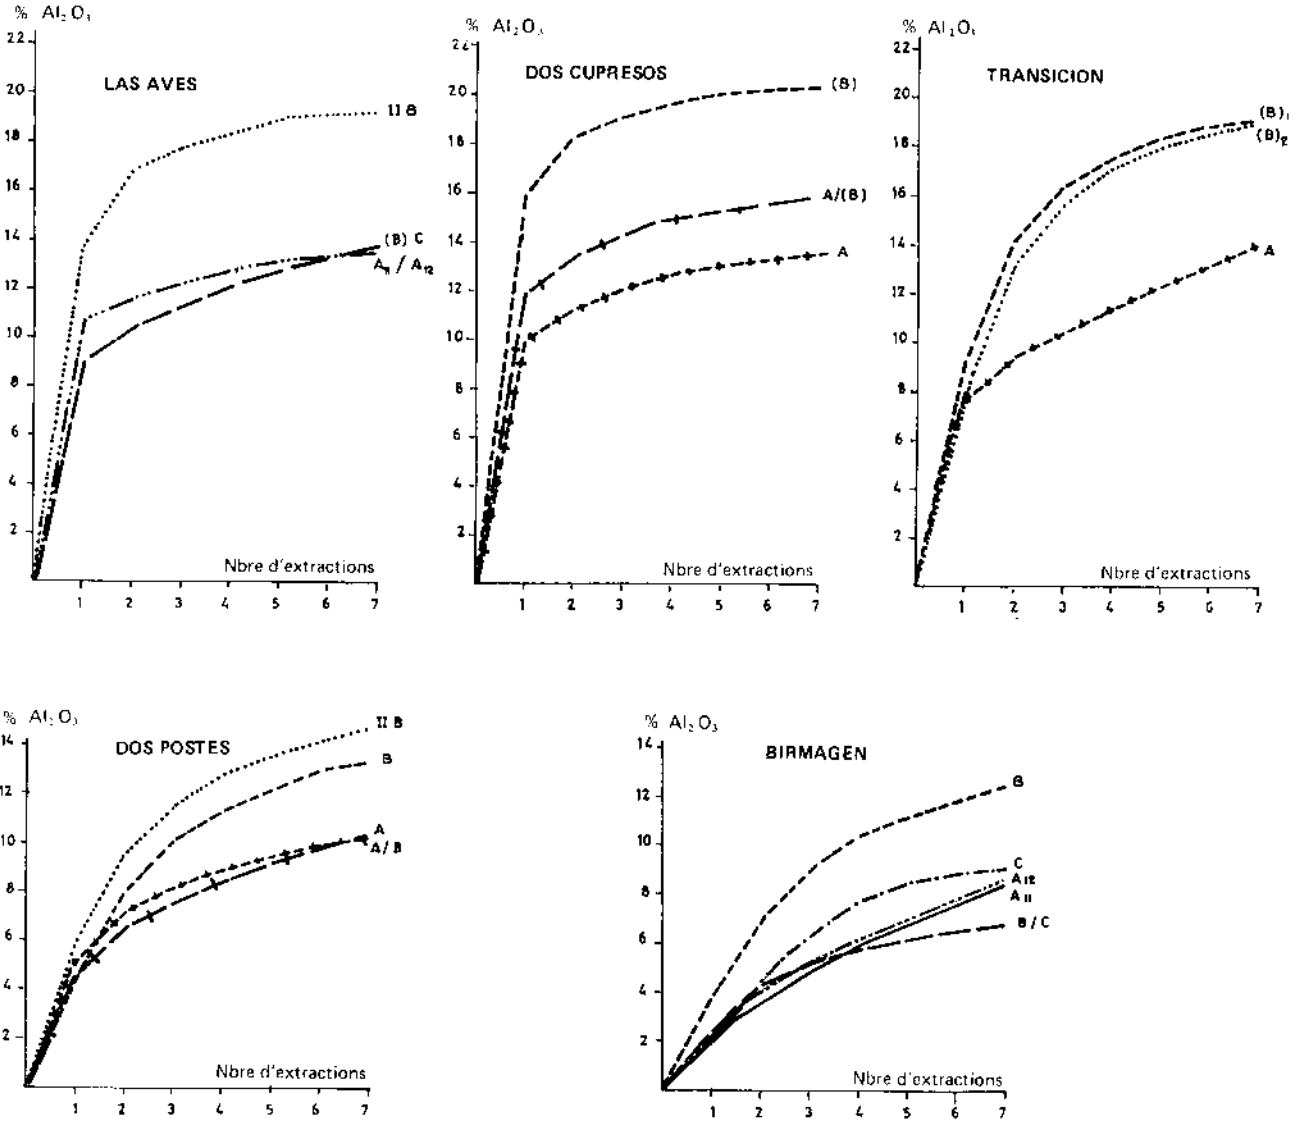 % Al₂O₃
22
20
18
16
14
12
10
8
6
4
2
LAS AVES
II B
(B) C
A₁₁ / A₁₂
Nbre d'extractions
1 2 3 4 5 6 7
% Al₂O₃
22
20
18
16
14
12
10
8
6
4
2
DOS CUPRESOS
(B)
A/(B)
A
Nbre d'extractions
1 2 3 4 5 6 7
% Al₂O₃
22
20
18
16
14
12
10
8
6
4
2
TRANSICION
(B)₁
(B)₂
A
Nbre d'extractions
1 2 3 4 5 6 7
% Al₂O₃
14
12
10
8
6
4
2
DOS POSTES
II B
B
A
A/B
Nbre d'extractions
1 2 3 4 5 6 7
% Al₂O₃
14
12
10
8
6
4
2
BIRMAGEN
B
C
A₁₂
A₁₁
B/C
Nbre d'extractions
1 2 3 4 5 6 7